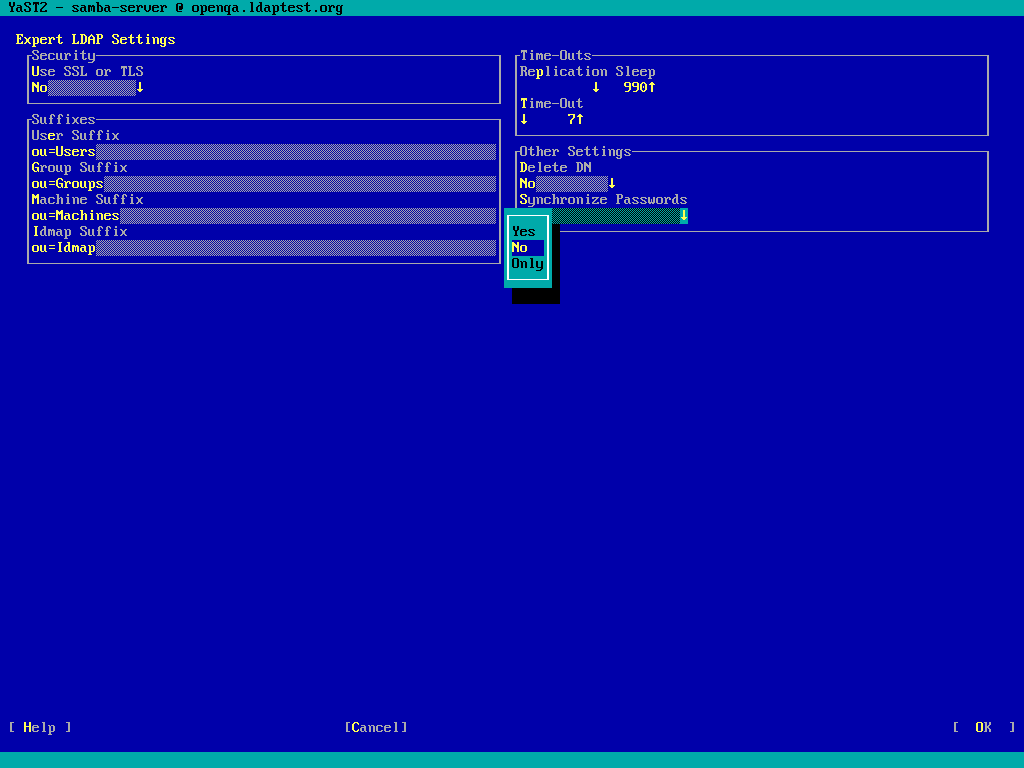 YaST2 - samba-server @ openqa.ldaptest.org
Expert LDAP Settings
Security
Use SSL or TLS
No↓
Suffixes
User Suffix
ou=Users
Group Suffix
ou=Groups
Machine Suffix
ou=Machines
Idmap Suffix
ou=Idmap
Time-Outs
Replication Sleep
↓ 990↑
Time-Out
↓ 7↑
Other Settings
Delete DN
No↓
Synchronize Passwords
↓
Yes
No
Only
[ Help ]
[Cancel]
[ OK ]